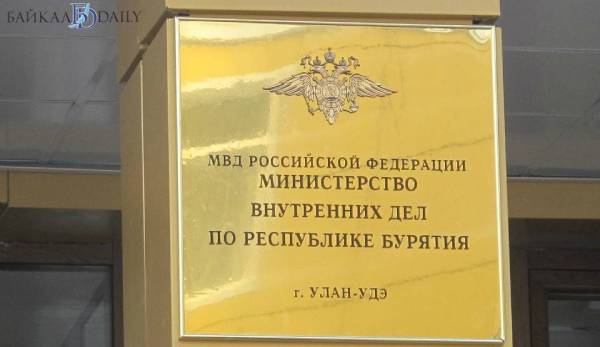 БАЙКАЛ DAILY
МВД РОССИЙСКОЙ ФЕДЕРАЦИИ
МИНИСТЕРСТВО
ВНУТРЕННИХ ДЕЛ
ПО РЕСПУБЛИКЕ БУРЯТИЯ
г. УЛАН-УДЭ